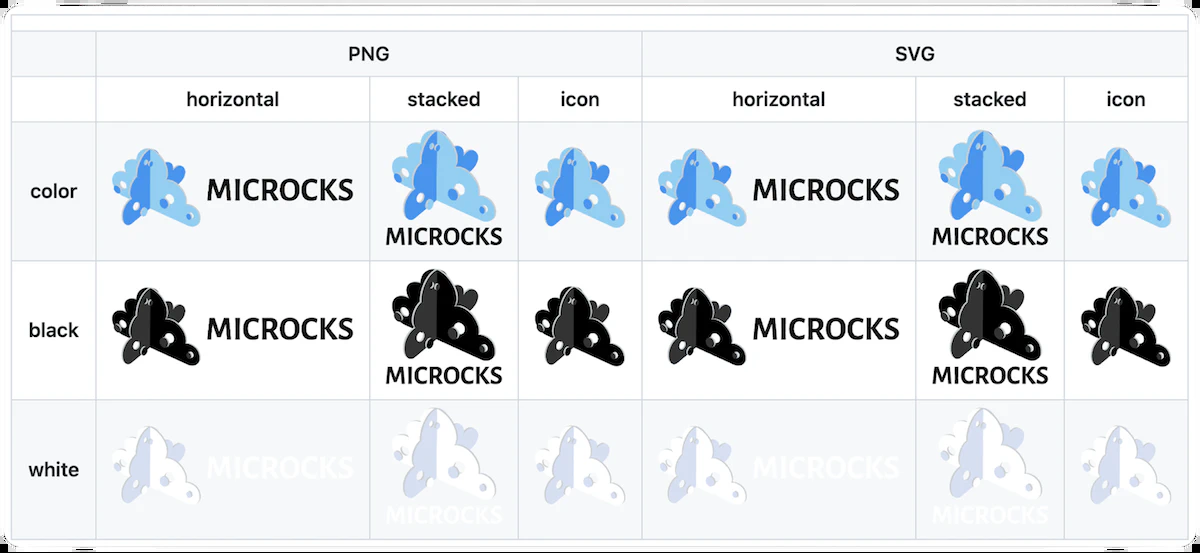 PNG SVG
horizontal stacked icon horizontal stacked icon
color MICROCKS MICROCKS MICROCKS MICROCKS
black MICROCKS MICROCKS MICROCKS MICROCKS
white MICROCKS MICROCKS MICROCKS MICROCKS